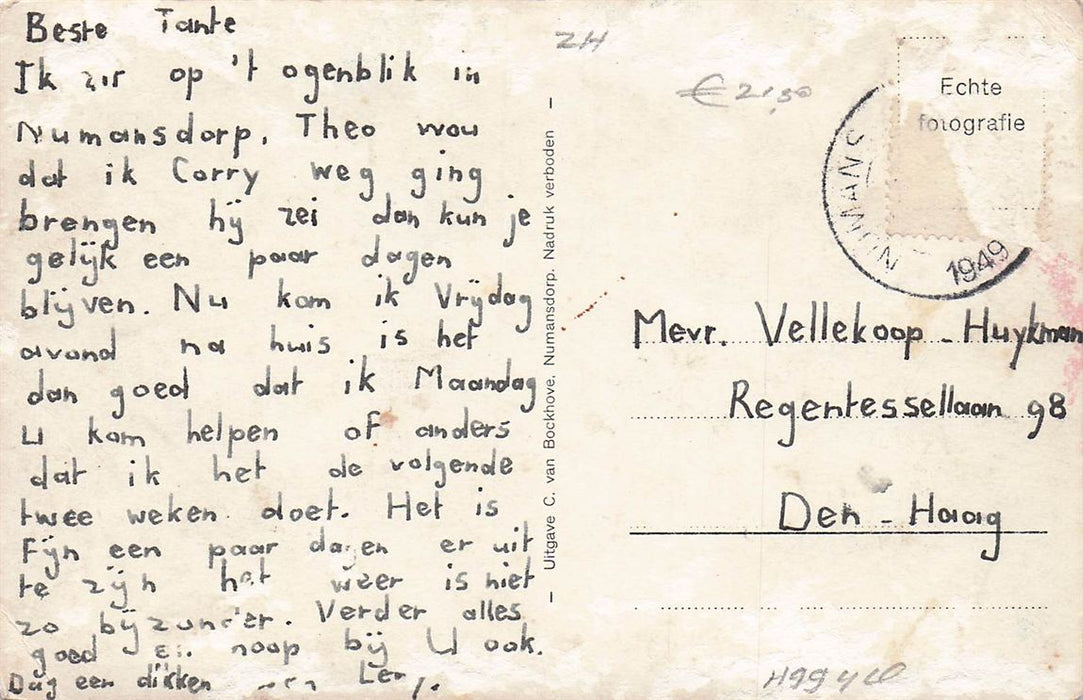 Beste Tante
Ik zit op 't ogenblik in
Numansdorp. Theo wou
dat ik Corry weg ging
brengen hij zei dan kun je
gelijk een paar dagen
blijven. Nu kom ik Vrijdag
avond na huis is het
dan goed dat ik Maandag
U kom helpen of anders
dat ik het de volgende
twee weken doet. Het is
Fijn een paar dagen er uit
te zijn het weer is niet
zo bijzonder. Verder alles
goed En hoop bij U ook.
Dag een dikken
Uitgave C. van Bockhove, Numansdorp. Nadruk verboden
ZH
€ 21,50
Echte
fotografie
NUMANS
1949
Mevr. Vellekoop - Huykman
Regentessellaan 98
Den - Haag